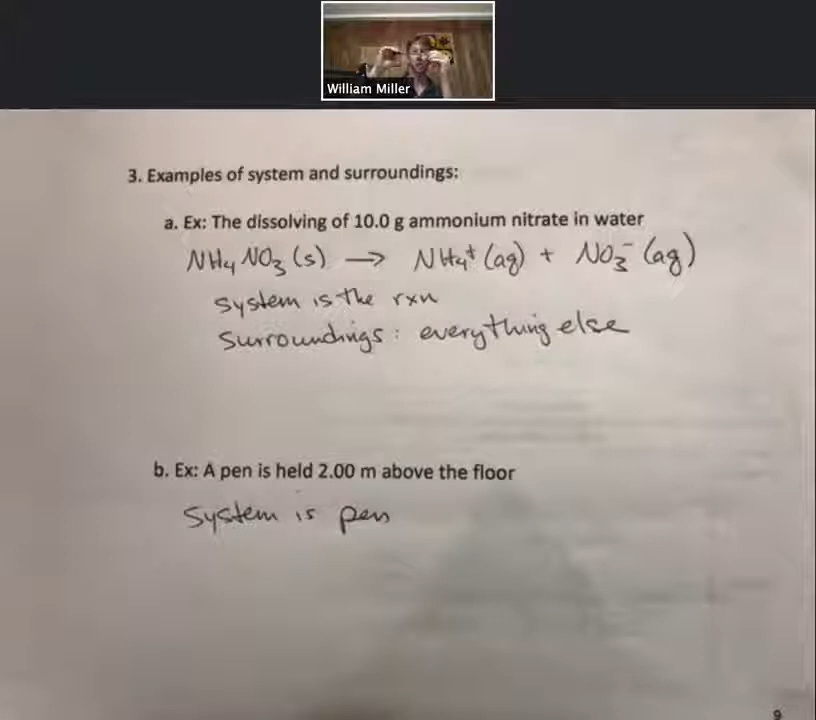 William Miller
3. Examples of system and surroundings:
a. Ex: The dissolving of 10.0 g ammonium nitrate in water
NH4 NO3 (s) → NH4+ (aq) + NO3- (aq)
system is the rxn
Surroundings: everything else
b. Ex: A pen is held 2.00 m above the floor
System is pen
9